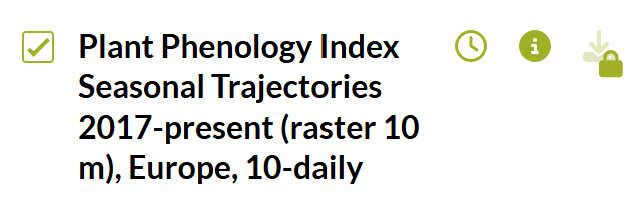 Plant Phenology Index
Seasonal Trajectories
2017-present (raster 10
m), Europe, 10-daily